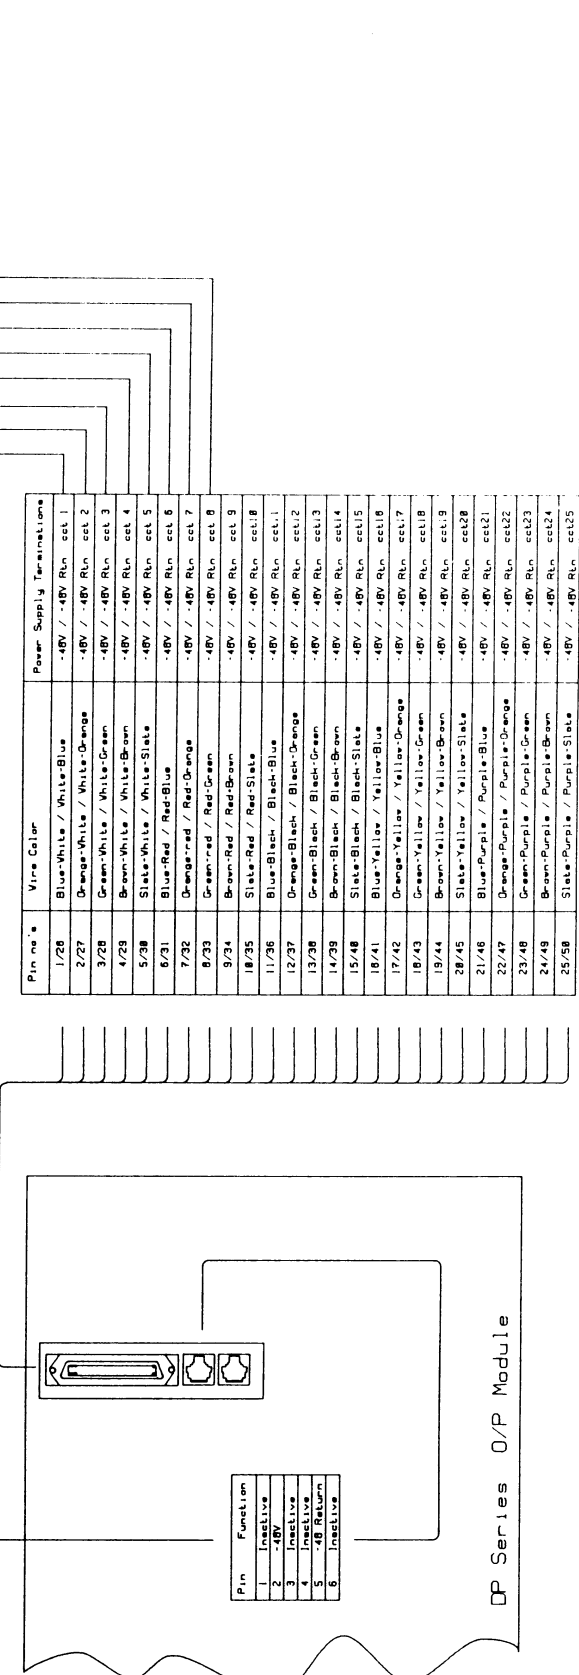 Pin no's Wire Color Power Supply Terminations
1/26 Blue-White / White-Blue -48V / -48V Rtn cct 1
2/27 Orange-White / White-Orange -48V / -48V Rtn cct 2
3/28 Green-White / White-Green -48V / -48V Rtn cct 3
4/29 Brown-White / White-Brown -48V / -48V Rtn cct 4
5/30 Slate-White / White-Slate -48V / -48V Rtn cct 5
6/31 Blue-Red / Red-Blue -48V / -48V Rtn cct 6
7/32 Orange-red / Red-Orange -48V / -48V Rtn cct 7
8/33 Green-red / Red-Green -48V / -48V Rtn cct 8
9/34 Brown-Red / Red-Brown -48V / -48V Rtn cct 9
10/35 Slate-Red / Red-Slate -48V / -48V Rtn cct10
11/36 Blue-Black / Black-Blue -48V / -48V Rtn cct11
12/37 Orange-Black / Black-Orange -48V / -48V Rtn cct12
13/38 Green-Black / Black-Green -48V / -48V Rtn cct13
14/39 Brown-Black / Black-Brown -48V / -48V Rtn cct14
15/40 Slate-Black / Black-Slate -48V / -48V Rtn cct15
16/41 Blue-Yellow / Yellow-Blue -48V / -48V Rtn cct16
17/42 Orange-Yellow / Yellow-Orange -48V / -48V Rtn cct17
18/43 Green-Yellow / Yellow-Green -48V / -48V Rtn cct18
19/44 Brown-Yellow / Yellow-Brown -48V / -48V Rtn cct19
20/45 Slate-Yellow / Yellow-Slate -48V / -48V Rtn cct20
21/46 Blue-Purple / Purple-Blue -48V / -48V Rtn cct21
22/47 Orange-Purple / Purple-Orange -48V / -48V Rtn cct22
23/48 Green-Purple / Purple-Green -48V / -48V Rtn cct23
24/49 Brown-Purple / Purple-Brown -48V / -48V Rtn cct24
25/50 Slate-Purple / Purple-Slate -48V / -48V Rtn cct25
Pin Function
1 Inactive
2 -48V
3 Inactive
4 Inactive
5 -48 Return
6 Inactive
DP Series O/P Module